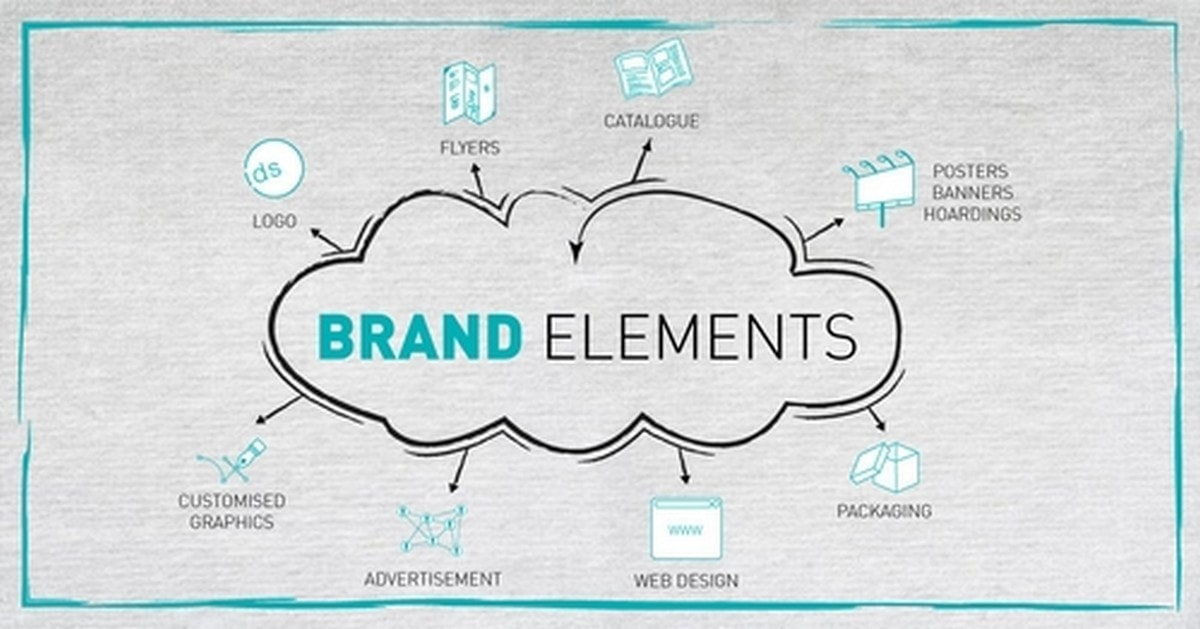 CATALOGUE
FLYERS
ds
LOGO
POSTERS
BANNERS
HOARDINGS
BRAND ELEMENTS
CUSTOMISED
GRAPHICS
ADVERTISEMENT
www
WEB DESIGN
PACKAGING